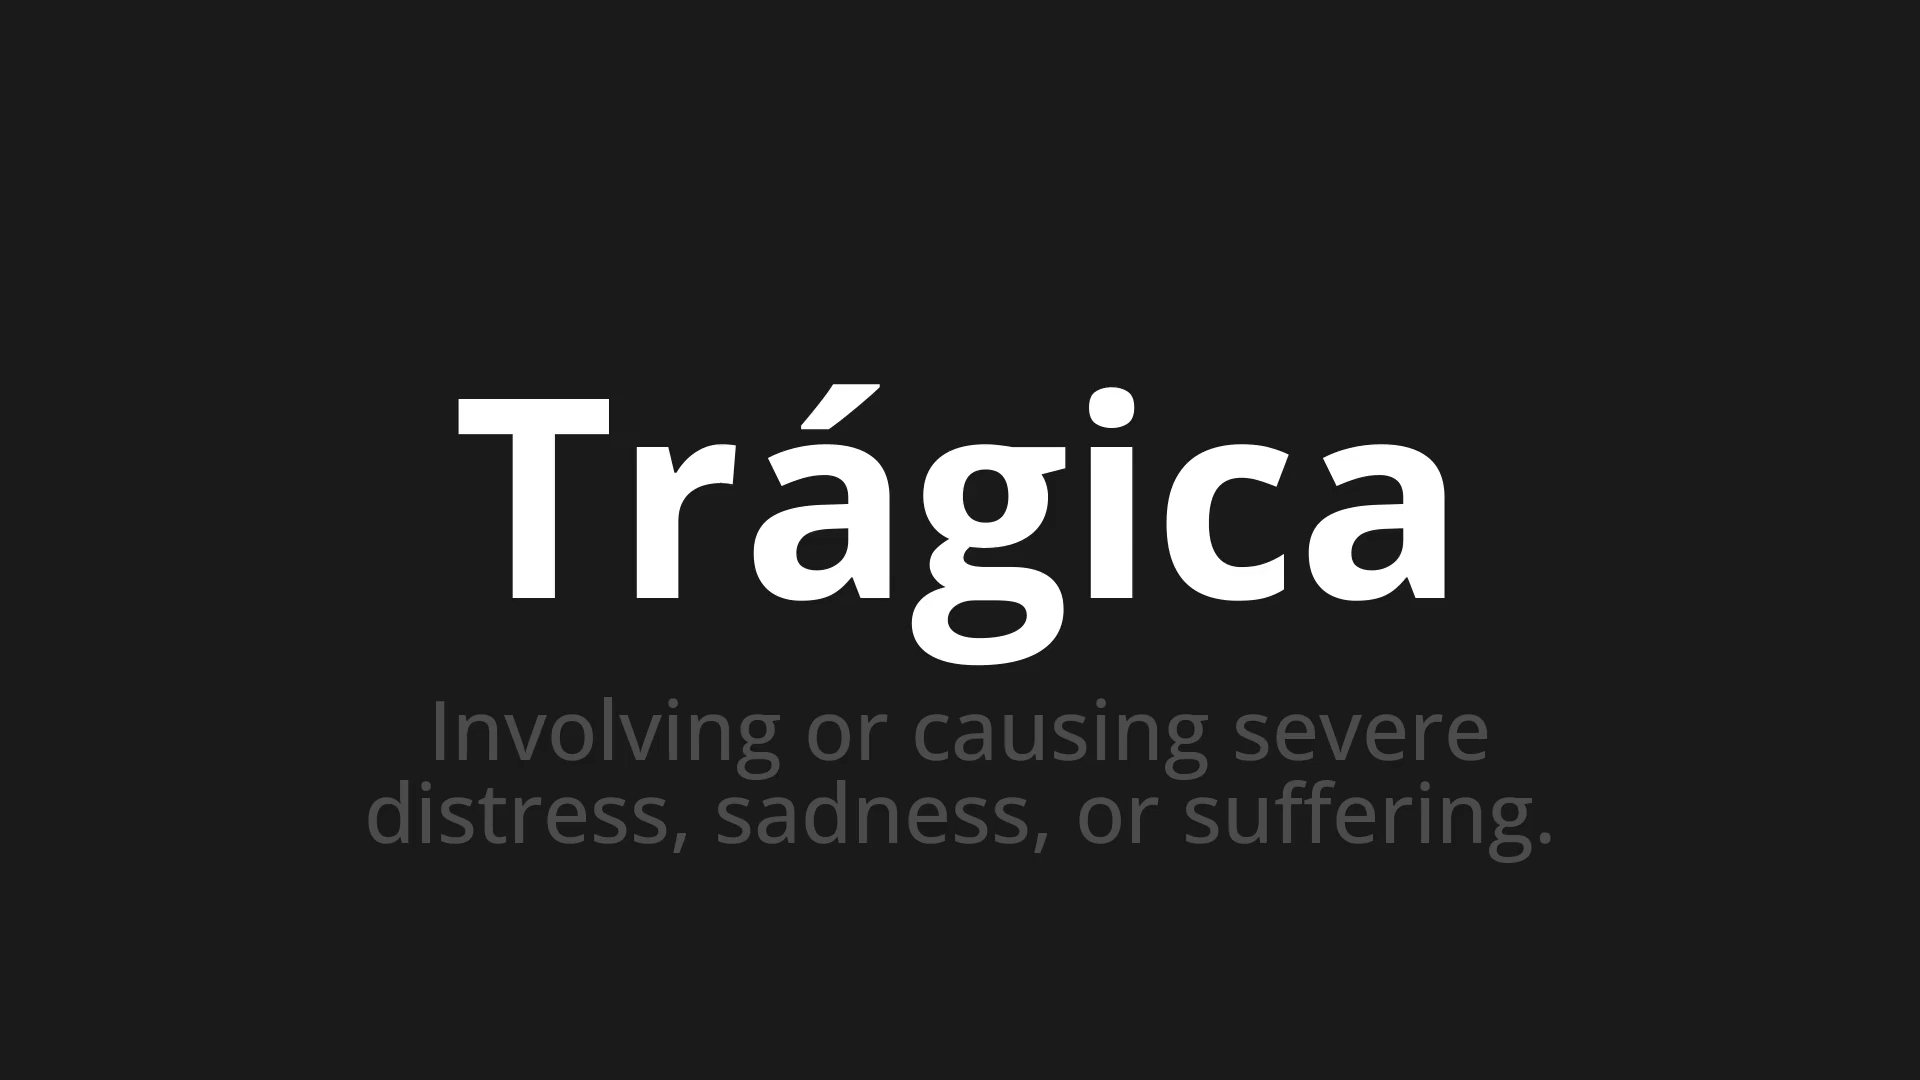 Trágica
Involving or causing severe
distress, sadness, or suffering.